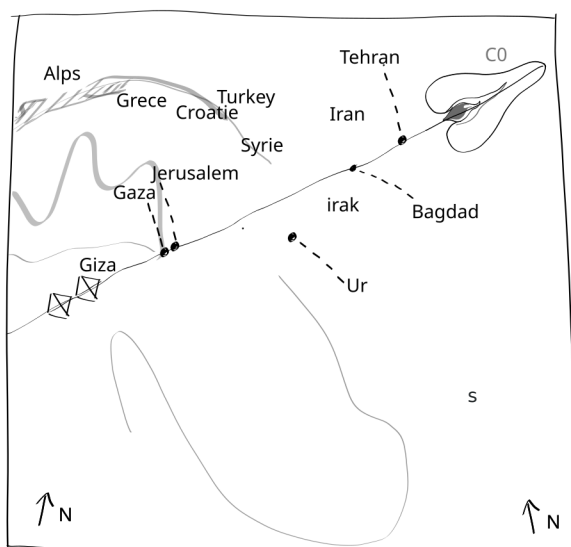 Tehran
C0
Alps
Grece
Turkey
Croatie
Iran
Syrie
Jerusalem
Gaza
irak
Bagdad
Giza
Ur
s
N
N